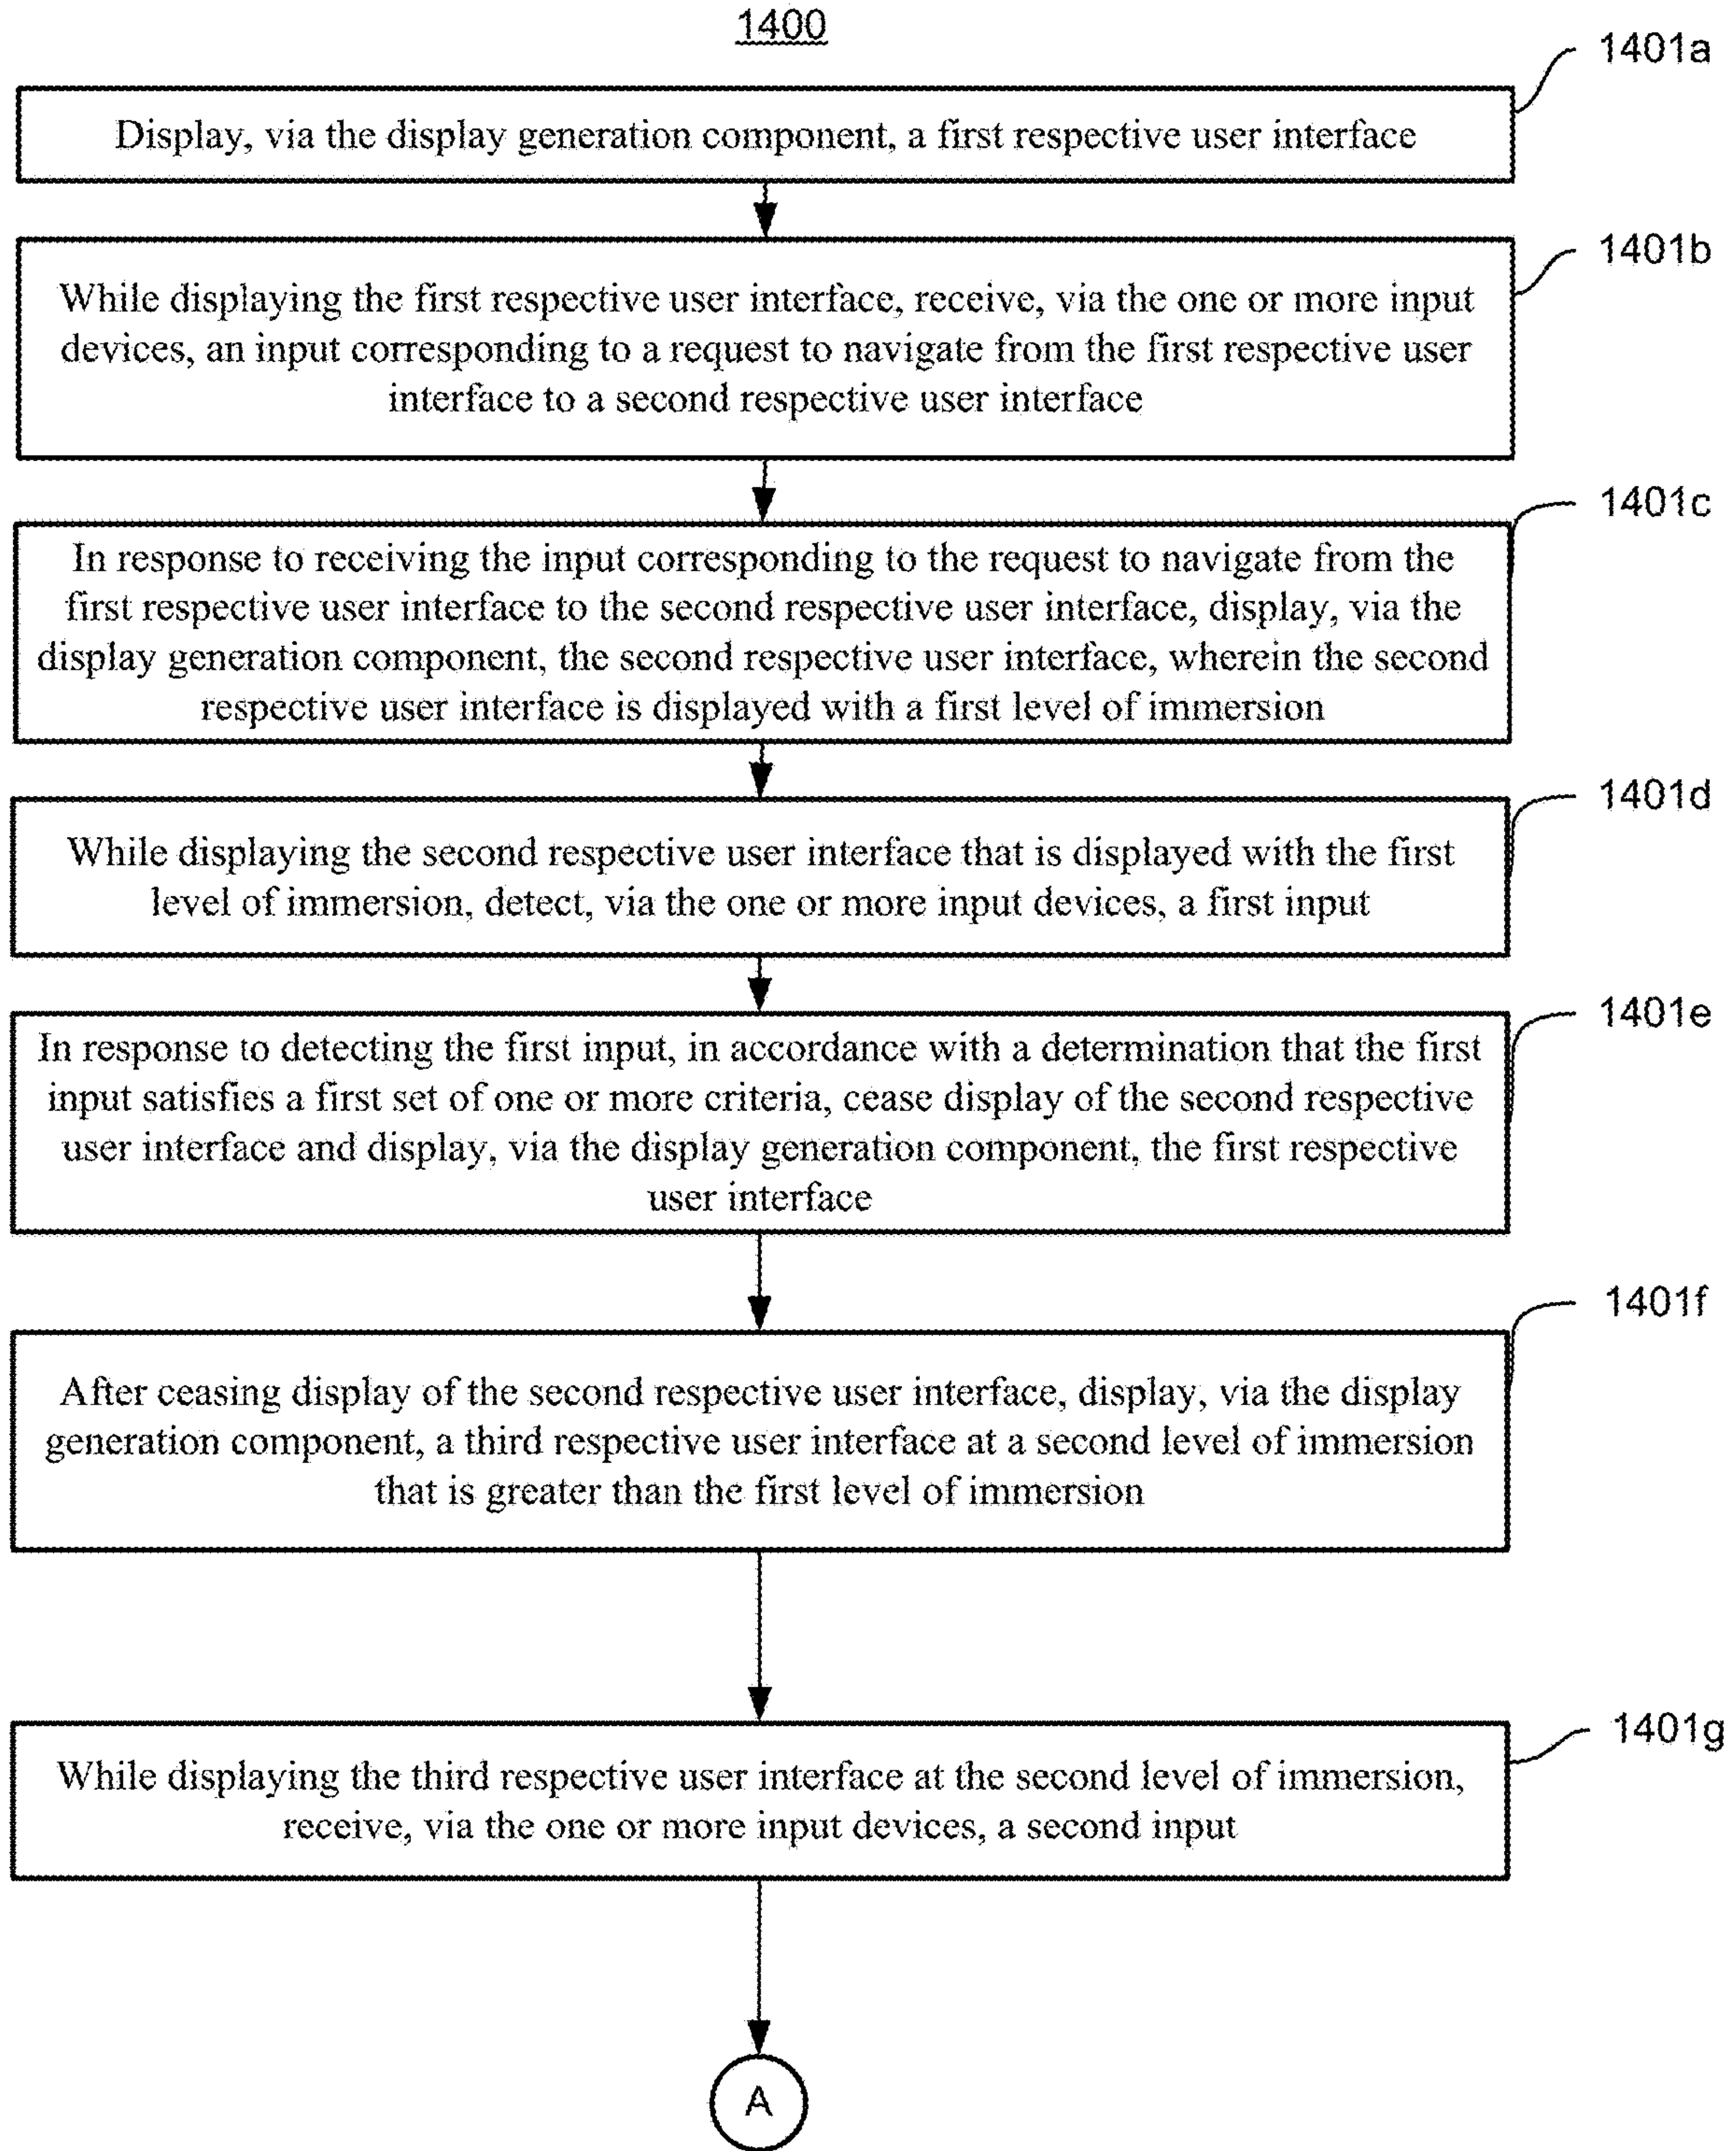 1400
1401a
Display, via the display generation component, a first respective user interface
1401b
While displaying the first respective user interface, receive, via the one or more input
devices, an input corresponding to a request to navigate from the first respective user
interface to a second respective user interface
1401c
In response to receiving the input corresponding to the request to navigate from the
first respective user interface to the second respective user interface, display, via the
display generation component, the second respective user interface, wherein the second
respective user interface is displayed with a first level of immersion
1401d
While displaying the second respective user interface that is displayed with the first
level of immersion, detect, via the one or more input devices, a first input
1401e
In response to detecting the first input, in accordance with a determination that the first
input satisfies a first set of one or more criteria, cease display of the second respective
user interface and display, via the display generation component, the first respective
user interface
1401f
After ceasing display of the second respective user interface, display, via the display
generation component, a third respective user interface at a second level of immersion
that is greater than the first level of immersion
1401g
While displaying the third respective user interface at the second level of immersion,
receive, via the one or more input devices, a second input
A